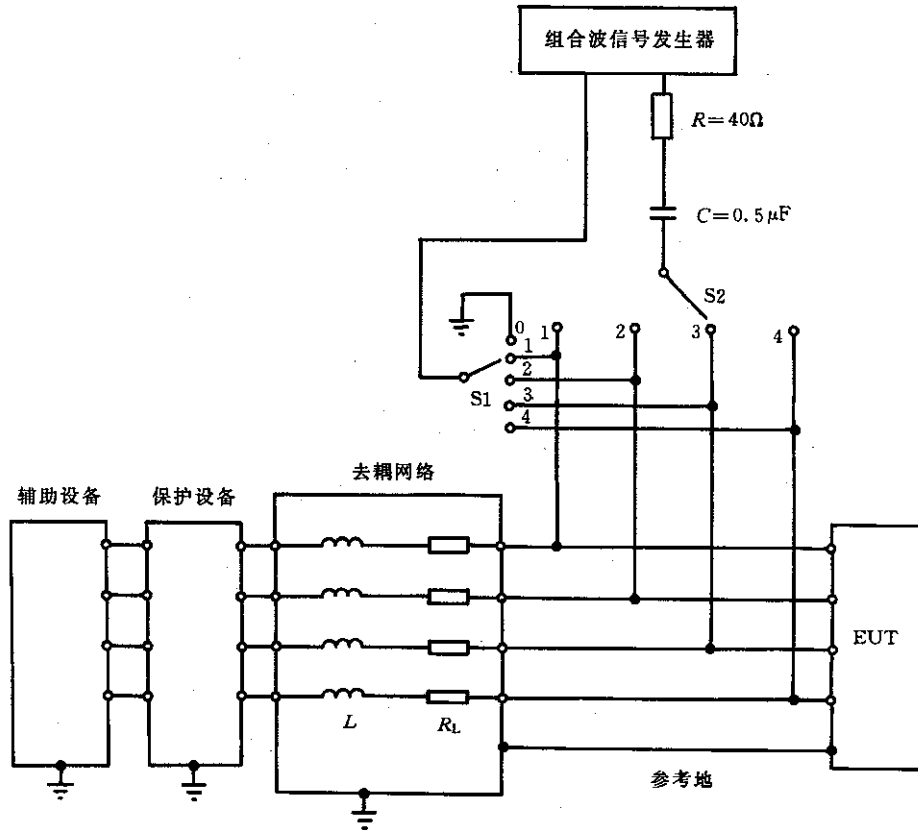 组合波信号发生器
R=40Ω
C=0.5μF
S2
0
1
2
3
4
1
2
3
4
S1
去耦网络
辅助设备
保护设备
L
R_L
EUT
参考地